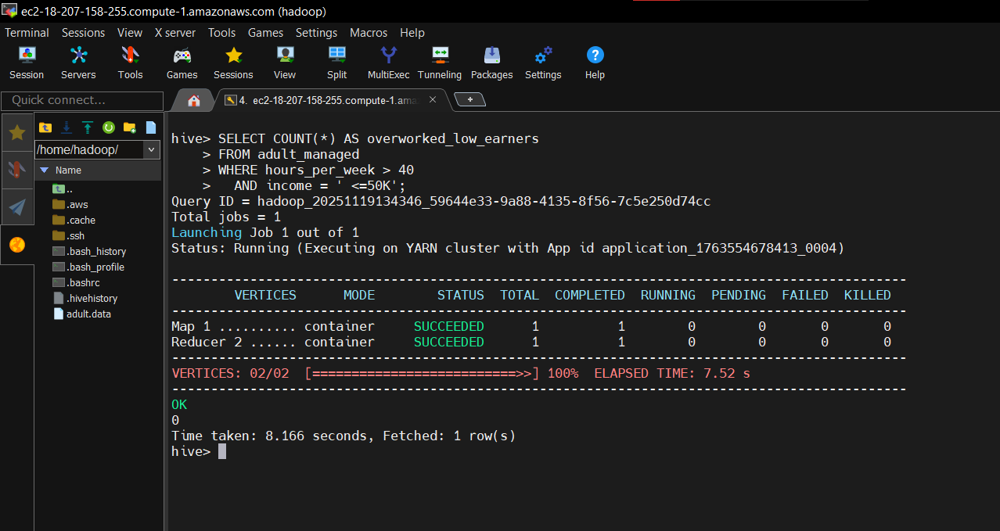 ec2-18-207-158-255.compute-1.amazonaws.com (hadoop)
Terminal Sessions View X server Tools Games Settings Macros Help
Session Servers Tools Games Sessions View Split MultiExec Tunneling Packages Settings Help
Quick connect...
4. ec2-18-207-158-255.compute-1.ama
/home/hadoop/
Name
..
.aws
.cache
.ssh
.bash_history
.bash_profile
.bashrc
.hivehistory
adult.data
hive> SELECT COUNT(*) AS overworked_low_earners
    > FROM adult_managed
    > WHERE hours_per_week > 40
    >   AND income = ' <=50K';
Query ID = hadoop_20251119134346_59644e33-9a88-4135-8f56-7c5e250d74cc
Total jobs = 1
Launching Job 1 out of 1
Status: Running (Executing on YARN cluster with App id application_1763554678413_0004)
----------------------------------------------------------------------------------------------
        VERTICES      MODE        STATUS  TOTAL  COMPLETED  RUNNING  PENDING  FAILED  KILLED
----------------------------------------------------------------------------------------------
Map 1 .......... container     SUCCEEDED      1          1        0        0       0       0
Reducer 2 ...... container     SUCCEEDED      1          1        0        0       0       0
----------------------------------------------------------------------------------------------
VERTICES: 02/02  [==========================>>] 100%  ELAPSED TIME: 7.52 s
----------------------------------------------------------------------------------------------
OK
0
Time taken: 8.166 seconds, Fetched: 1 row(s)
hive>